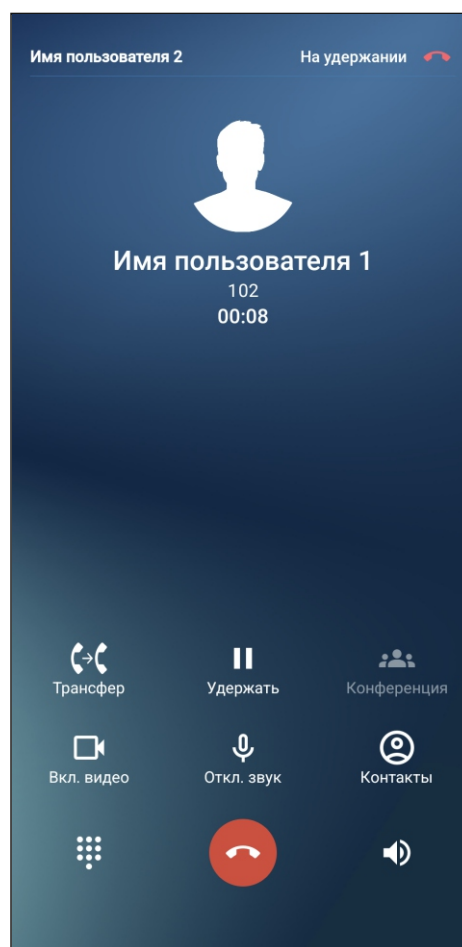 Имя пользователя 2 На удержании
Имя пользователя 1
102
00:08
Трансфер Удержать Конференция
Вкл. видео Откл. звук Контакты